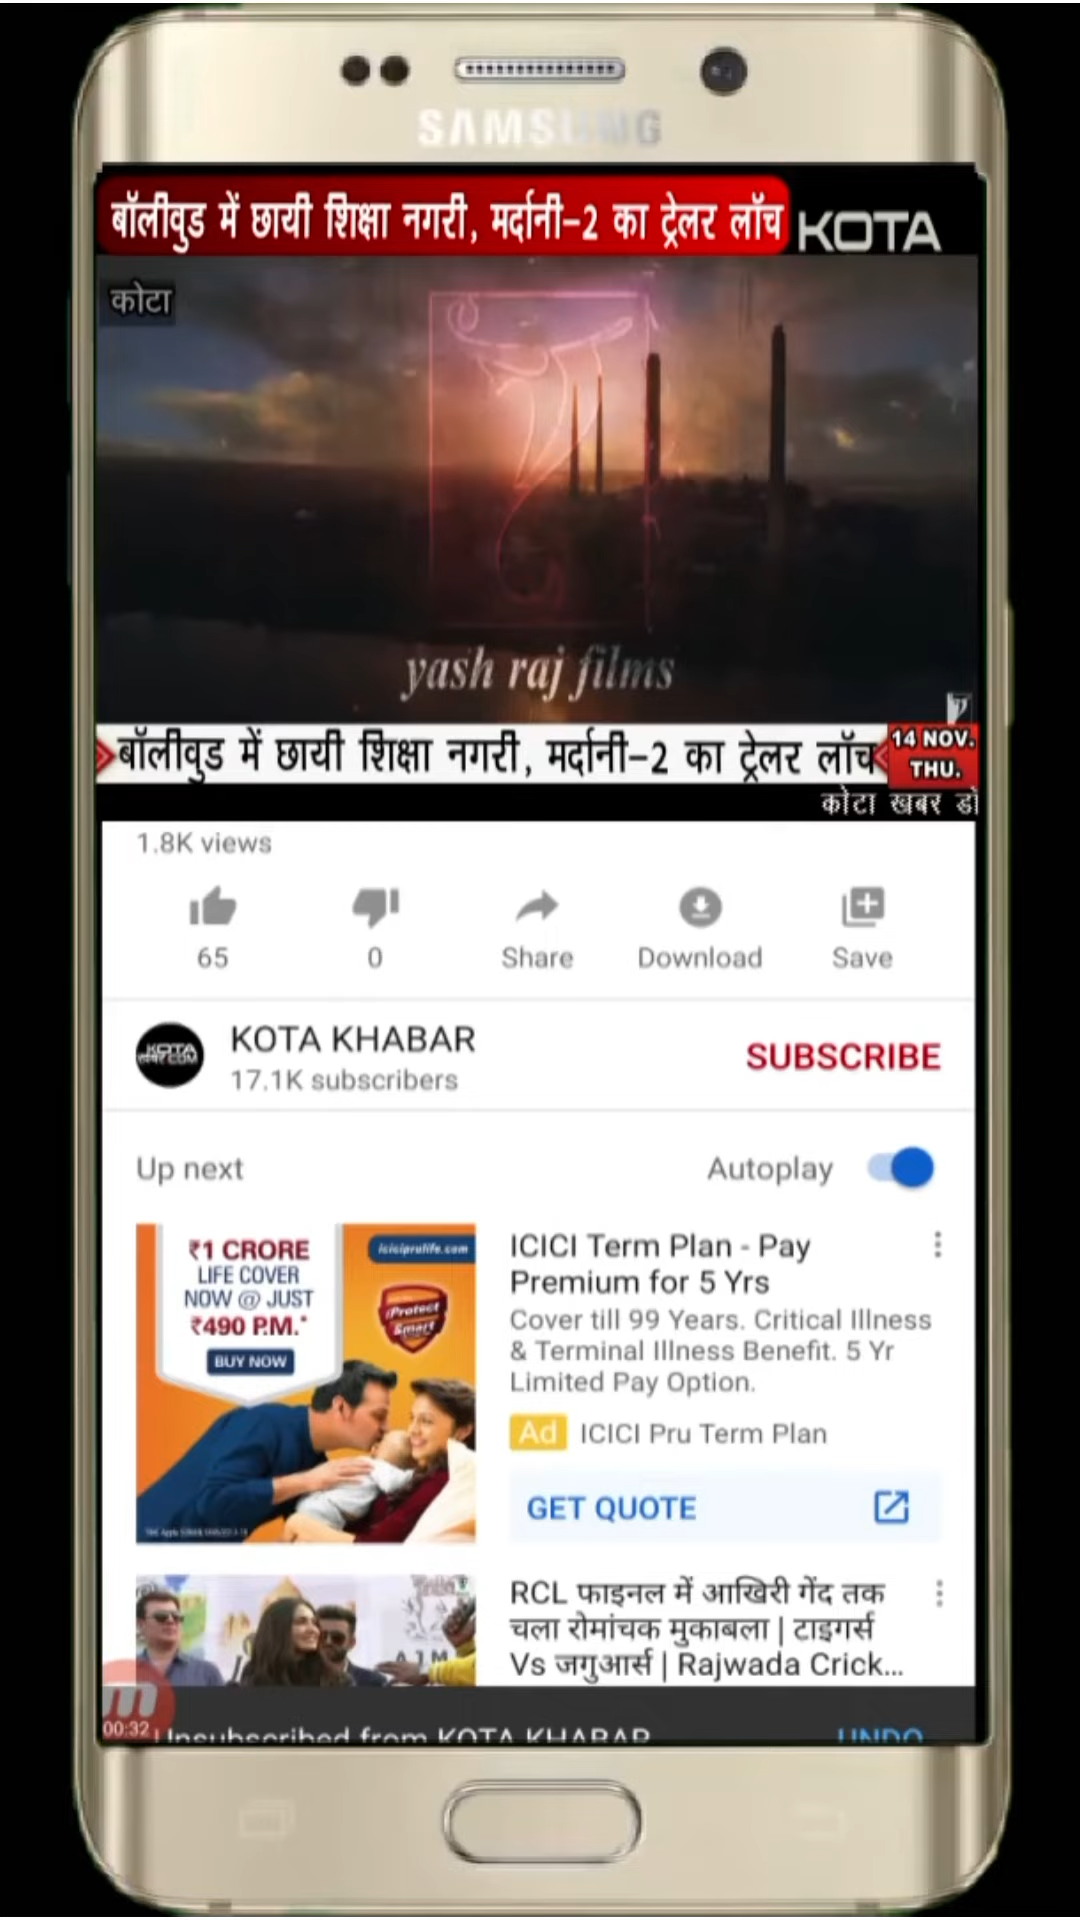 SAMSUNG
बॉलीवुड में छायी शिक्षा नगरी, मर्दानी-2 का ट्रेलर लॉच
KOTA
कोटा
yash raj films
बॉलीवुड में छायी शिक्षा नगरी, मर्दानी-2 का ट्रेलर लॉच
14 NOV.
THU.
कोटा खबर डॉ
1.8K views
65
0
Share
Download
Save
KOTA KHABAR
17.1K subscribers
SUBSCRIBE
Up next
Autoplay
₹1 CRORE
LIFE COVER
NOW @ JUST
₹490 P.M.*
BUY NOW
iciciprulife.com
iProtect
Smart
ICICI Term Plan - Pay
Premium for 5 Yrs
Cover till 99 Years. Critical Illness
& Terminal Illness Benefit. 5 Yr
Limited Pay Option.
Ad ICICI Pru Term Plan
GET QUOTE
RCL फाइनल में आखिरी गेंद तक
चला रोमांचक मुकाबला | टाइगर्स
Vs जगुआर्स | Rajwada Crick...
00:32
Unsubscribed from KOTA KHABAR
UNDO